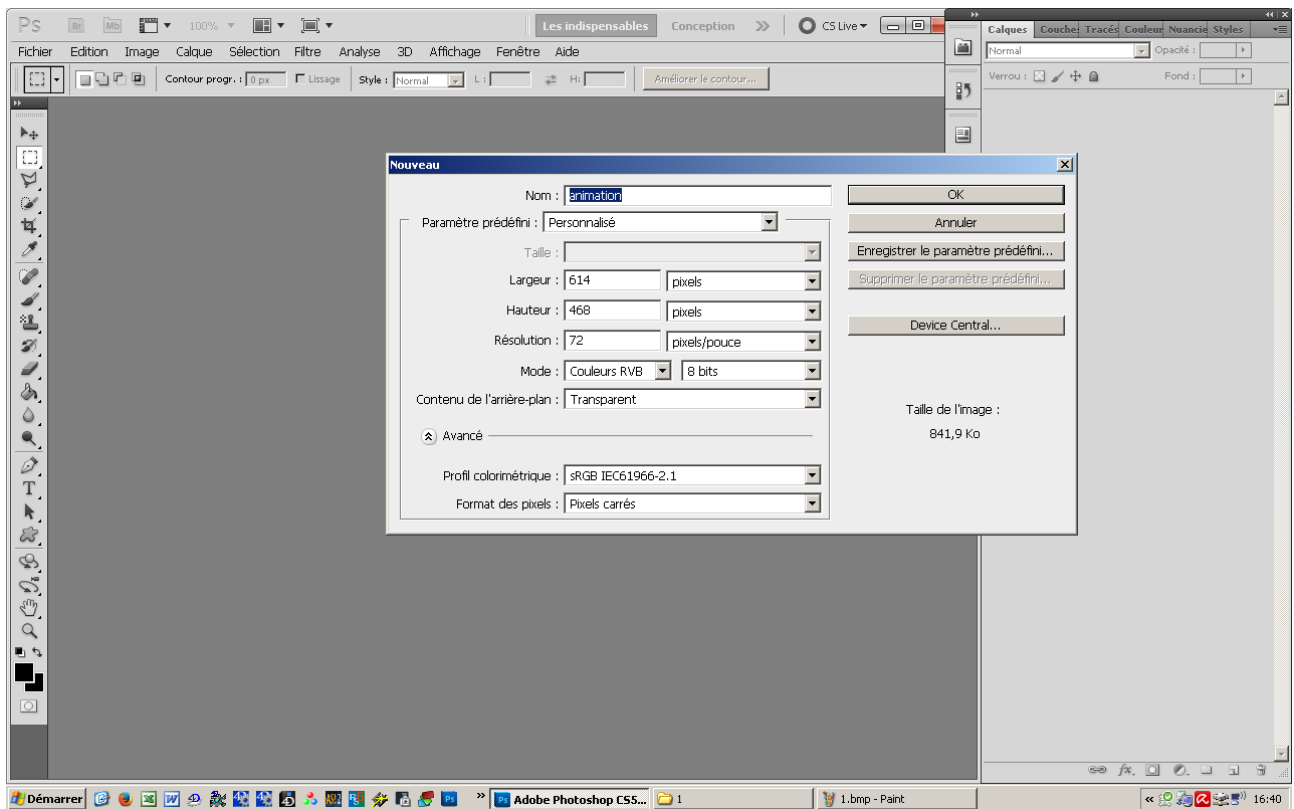 Ps Br Mb 100% Les indispensables Conception CS Live
Fichier Edition Image Calque Sélection Filtre Analyse 3D Affichage Fenêtre Aide
Contour progr. : 0 px Lissage Style : Normal L : H : Améliorer le contour...
Calques Couche Tracés Couleur Nuancie Styles
Normal Opacité :
Verrou : Fond :
Nouveau
Nom : animation
OK
Paramètre prédéfini : Personnalisé
Annuler
Taille :
Enregistrer le paramètre prédéfini...
Largeur : 614 pixels
Supprimer le paramètre prédéfini...
Hauteur : 468 pixels
Device Central...
Résolution : 72 pixels/pouce
Mode : Couleurs RVB 8 bits
Contenu de l'arrière-plan : Transparent
Taille de l'image :
841,9 Ko
Avancé
Profil colorimétrique : sRGB IEC61966-2.1
Format des pixels : Pixels carrés
T
fx.
Démarrer Ps Adobe Photoshop CS5... 1 1.bmp - Paint 16:40